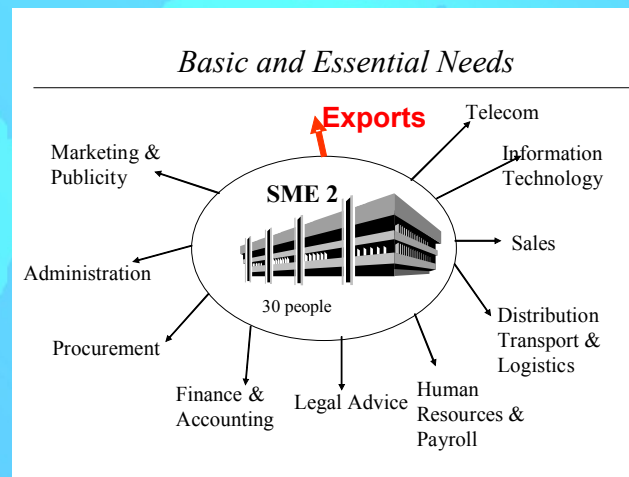 Basic and Essential Needs
Exports
Telecom
Information
Technology
Marketing &
Publicity
SME 2
Sales
Administration
30 people
Distribution
Transport &
Logistics
Procurement
Finance &
Accounting
Legal Advice
Human
Resources &
Payroll